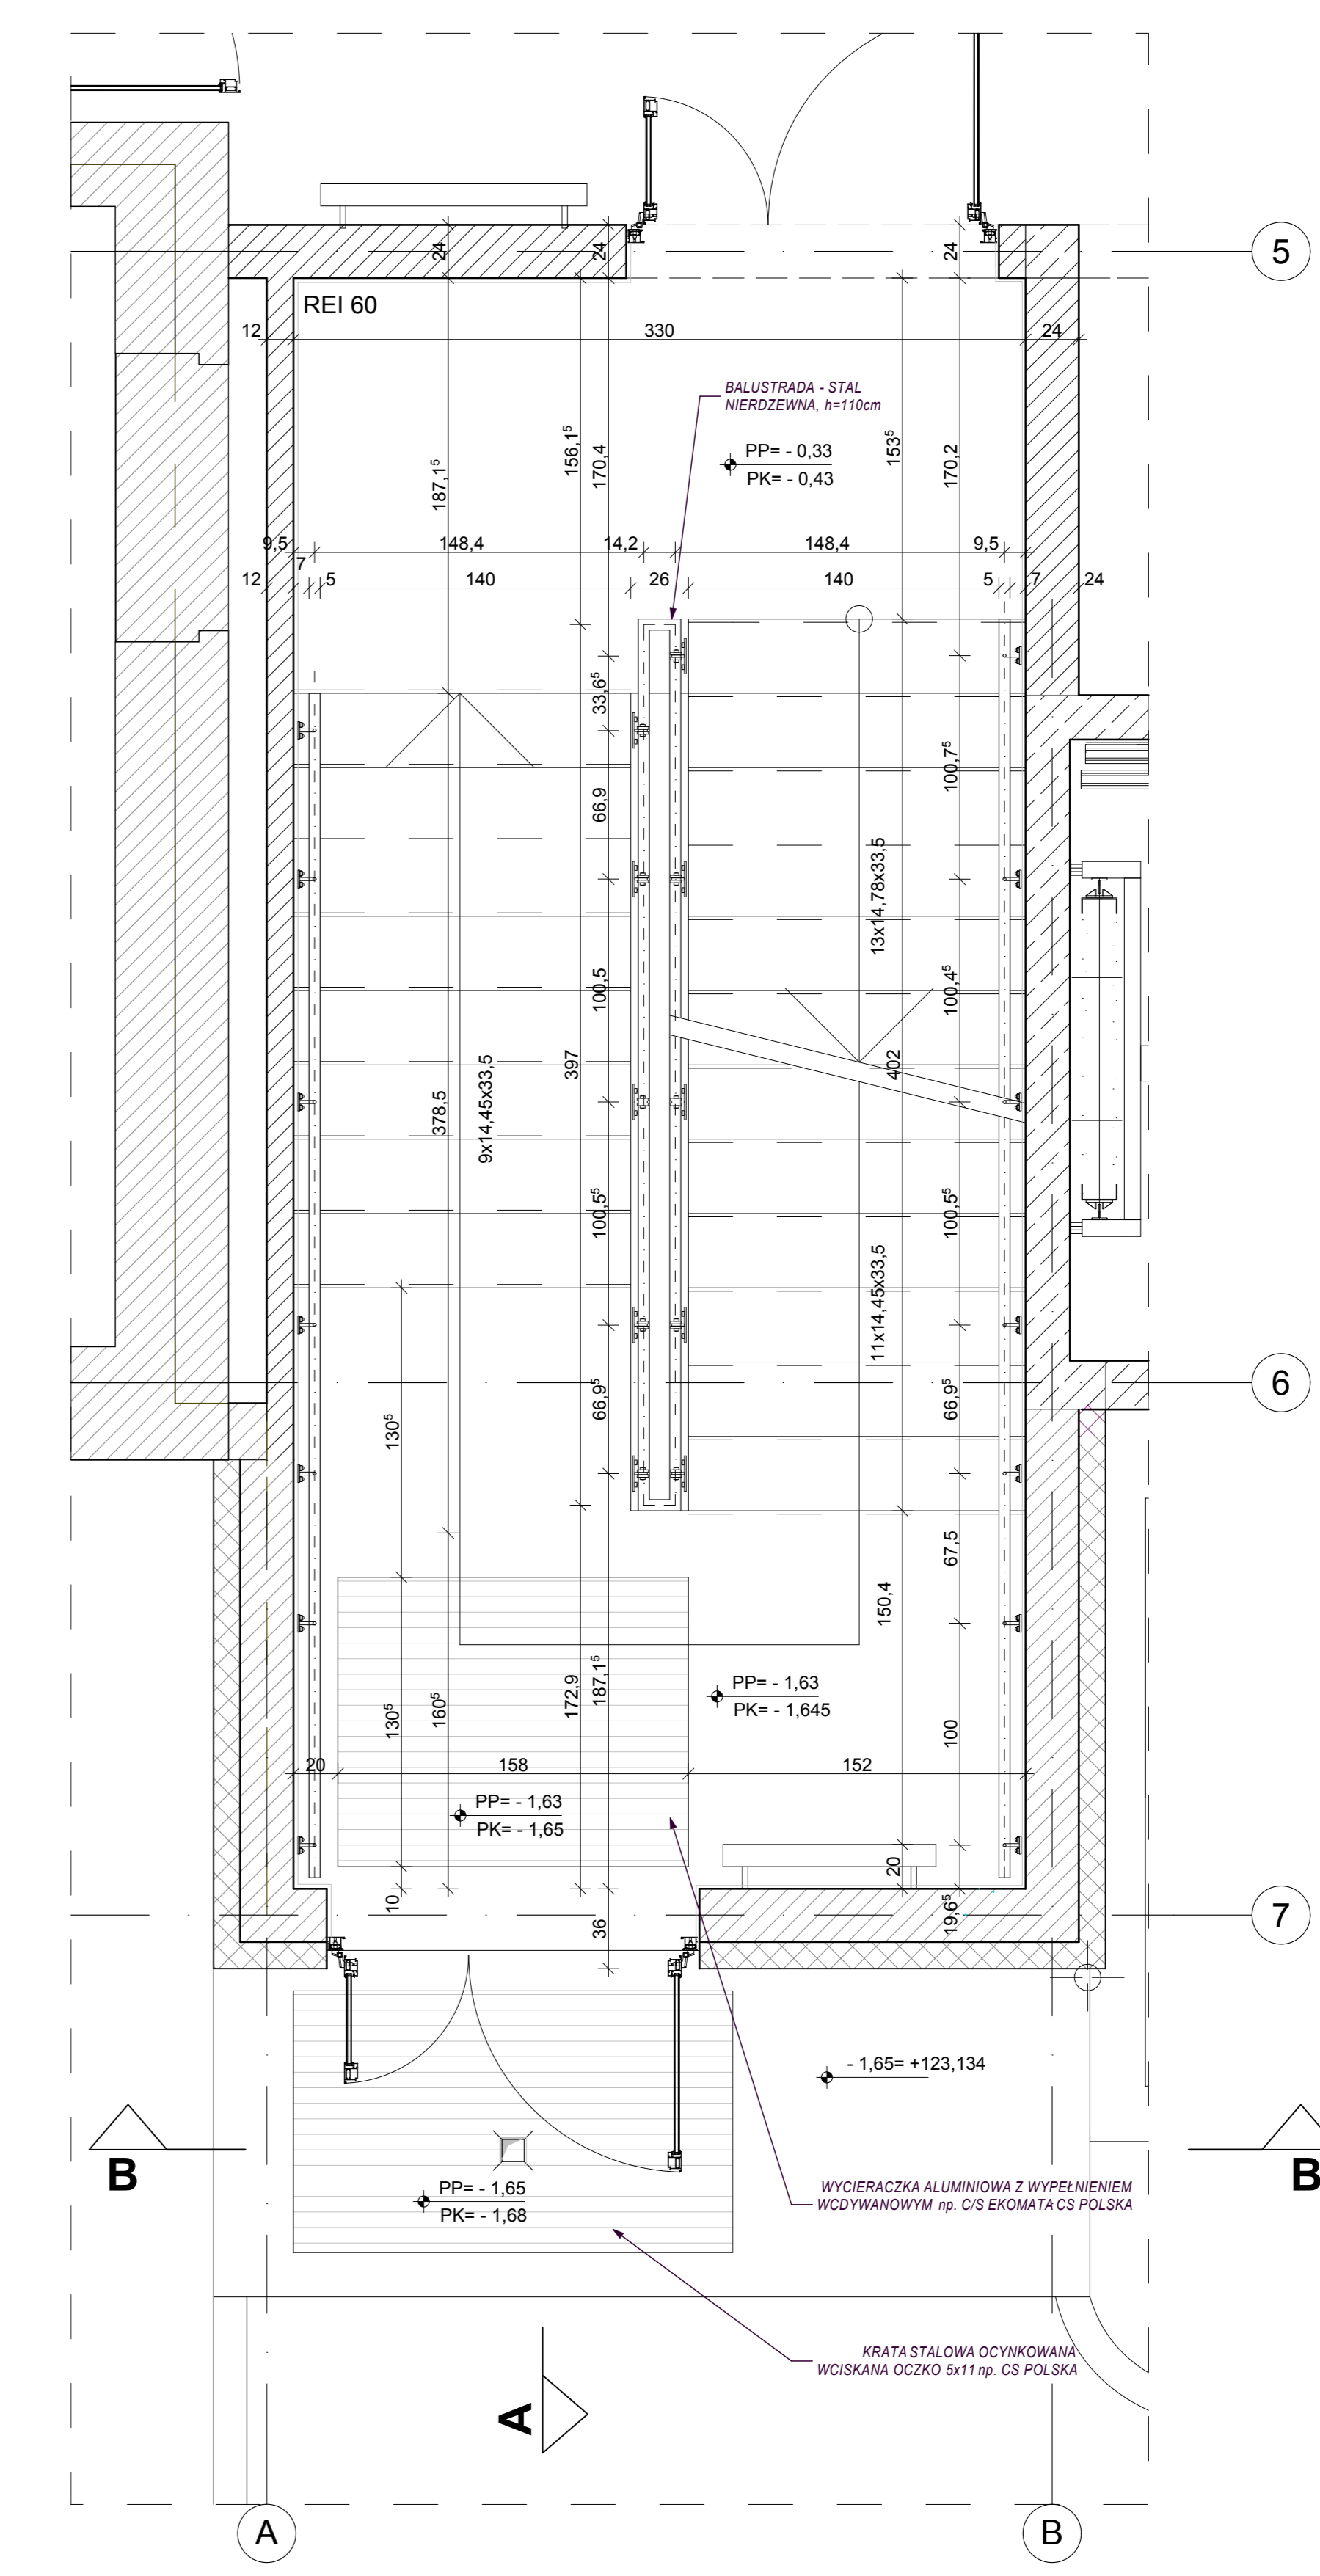 5
24
24
24
REI 60
12
330
24
BALUSTRADA - STAL
NIERDZEWNA, h=110cm
187,1⁵
156,1⁵
170,4
PP= - 0,33
PK= - 0,43
153⁵
170,2
9,5
148,4
14,2
148,4
9,5
7
12
5
140
26
140
5
7
24
33,6⁵
66,9
100,7⁵
13x14,78x33,5
100,5
100,4⁵
397
402
378,5
9x14,45x33,5
100,5⁵
100,5⁵
11x14,45x33,5
6
130⁵
66,9⁵
66,9⁵
67,5
150,4
130⁵
160⁵
172,9
187,1⁵
PP= - 1,63
PK= - 1,645
100
20
158
152
PP= - 1,63
PK= - 1,65
10
20
36
19,6⁵
7
- 1,65= +123,134
B
B
PP= - 1,65
PK= - 1,68
WYCIERACZKA ALUMINIOWA Z WYPEŁNIENIEM
WCDYWANOWYM np. C/S EKOMATA CS POLSKA
KRATA STALOWA OCYNKOWANA
WCISKANA OCZKO 5x11 np. CS POLSKA
A
A
B